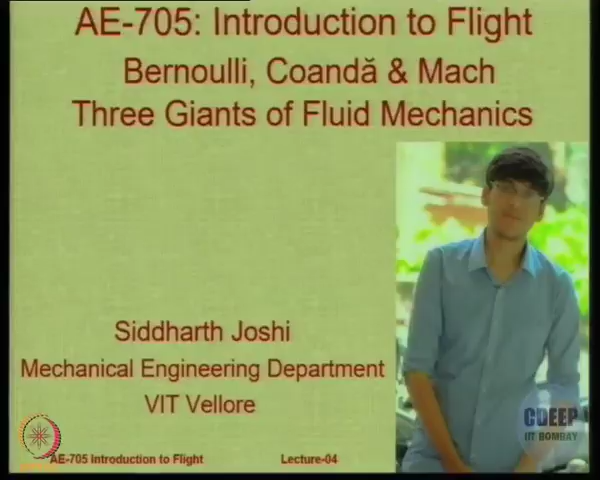 AE-705: Introduction to Flight
Bernoulli, Coandă & Mach
Three Giants of Fluid Mechanics
Siddharth Joshi
Mechanical Engineering Department
VIT Vellore
CDEEP
IIT BOMBAY
AE-705 Introduction to Flight Lecture-04